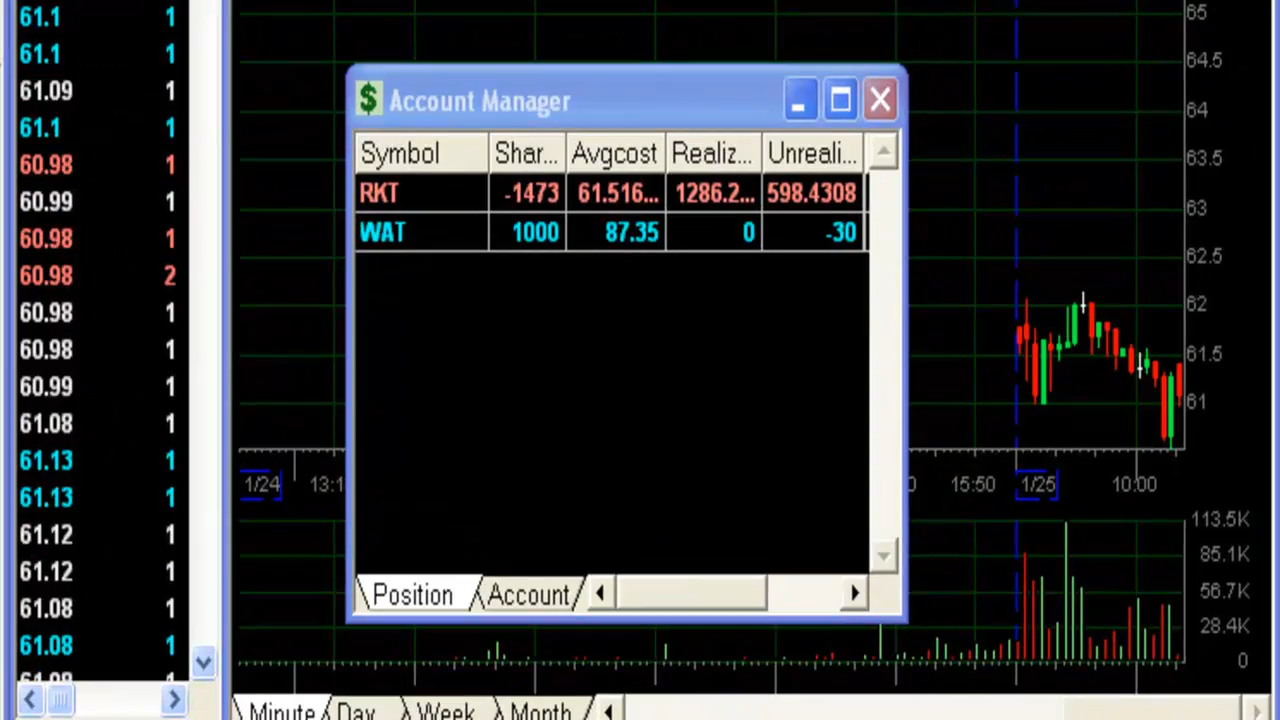 61.1 1
61.1 1
61.09 1
61.1 1
60.98 1
60.99 1
60.98 1
60.98 2
60.98 1
60.98 1
60.99 1
61.08 1
61.13 1
61.13 1
61.12 1
61.12 1
61.08 1
61.08 1
$ Account Manager
Symbol Shar... Avgcost Realiz... Unreali...
RKT -1473 61.516... 1286.2... 598.4308
WAT 1000 87.35 0 -30
Position Account
65
64.5
64
63.5
63
62.5
62
61.5
61
1/24 13:1 0 15:50 1/25 10:00
113.5K
85.1K
56.7K
28.4K
0
Minute Day Week Month